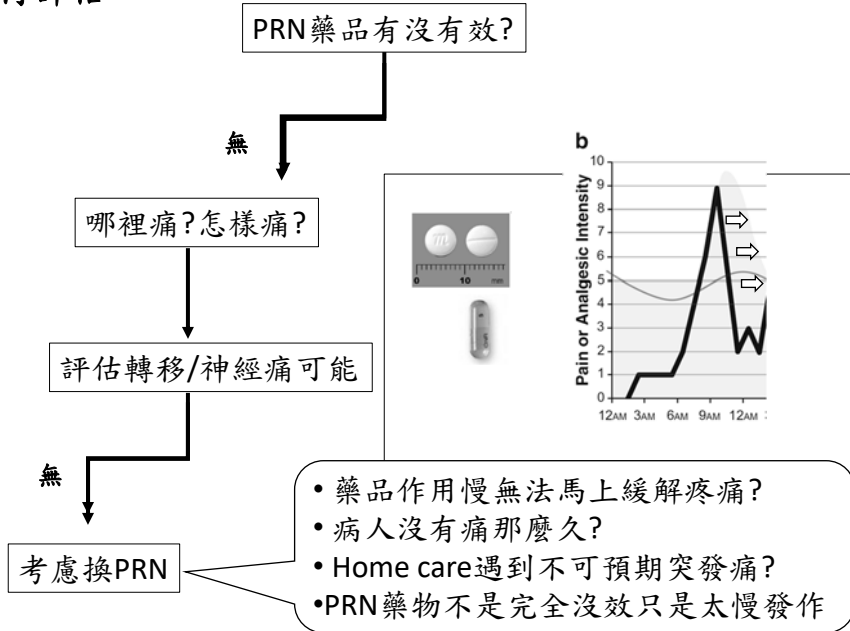 PRN藥品有沒有效?
無
哪裡痛?怎樣痛?
評估轉移/神經痛可能
無
考慮換PRN
b
Pain or Analgesic Intensity
10
9
8
7
6
5
4
3
2
1
0
12AM 3AM 6AM 9AM 12AM
m
0 10 mm
• 藥品作用慢無法馬上緩解疼痛?
• 病人沒有痛那麼久?
• Home care遇到不可預期突發痛?
•PRN藥物不是完全沒效只是太慢發作